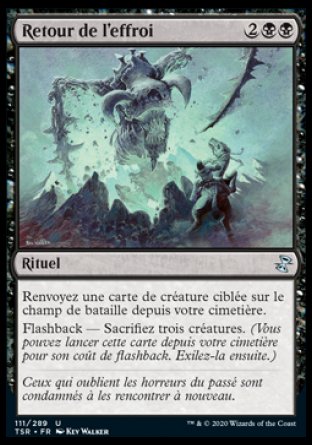 Retour de l'effroi 2
Rituel
Renvoyez une carte de créature ciblée sur le
champ de bataille depuis votre cimetière.
Flashback — Sacrifiez trois créatures. (Vous
pouvez lancer cette carte depuis votre cimetière
pour son coût de flashback. Exilez-la ensuite.)
Ceux qui oublient les horreurs du passé sont
condamnés à les rencontrer à nouveau.
111/289 U
TSR • FR Kev Walker
™ & © 2020 Wizards of the Coast